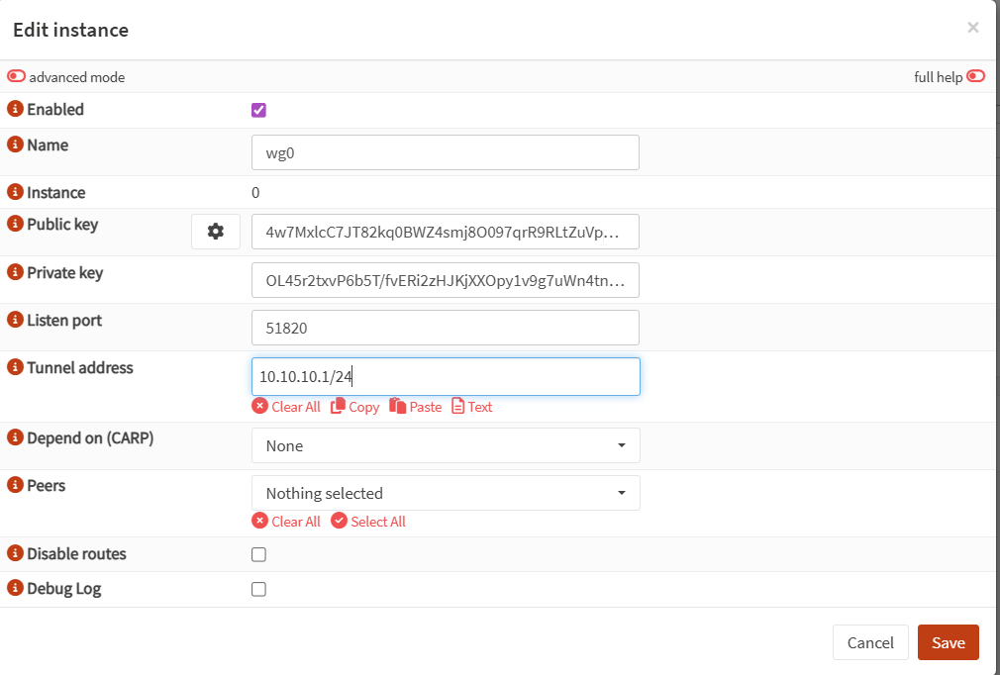 Edit instance
×
advanced mode
full help
Enabled
Name
wg0
Instance
0
Public key
4w7MxlcC7JT82kq0BWZ4smj8O097qrR9RLtZuVp...
Private key
OL45r2txvP6b5T/fvERi2zHJKjXXOpy1v9g7uWn4tn...
Listen port
51820
Tunnel address
10.10.10.1/24
Clear All Copy Paste Text
Depend on (CARP)
None
Peers
Nothing selected
Clear All Select All
Disable routes
Debug Log
Cancel Save